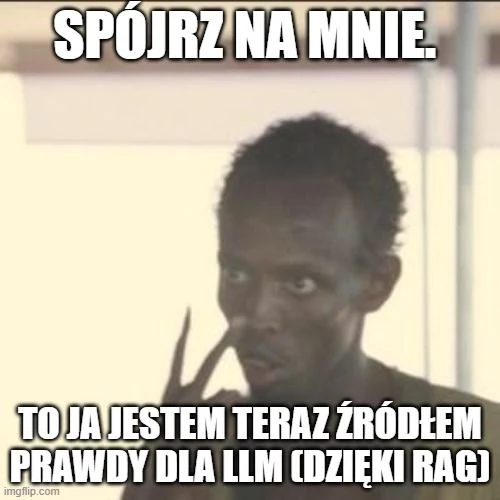 SPÓJRZ NA MNIE.
TO JA JESTEM TERAZ ŹRÓDŁEM
PRAWDY DLA LLM (DZIĘKI RAG)
imgflip.com